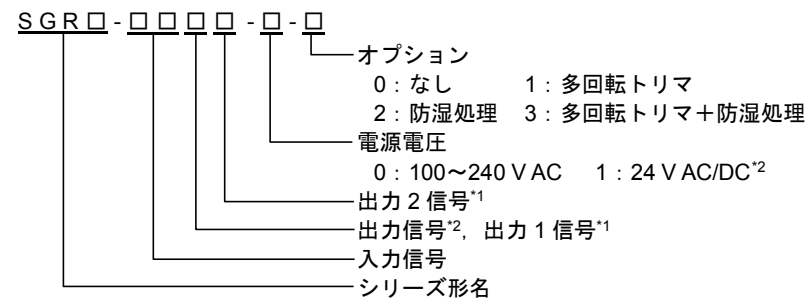 SGR□-□□□□-□-□
オプション
0：なし 1：多回転トリマ
2：防湿処理 3：多回転トリマ＋防湿処理
電源電圧
0：100～240 V AC 1：24 V AC/DC*2
出力 2 信号*1
出力信号*2，出力 1 信号*1
入力信号
シリーズ形名